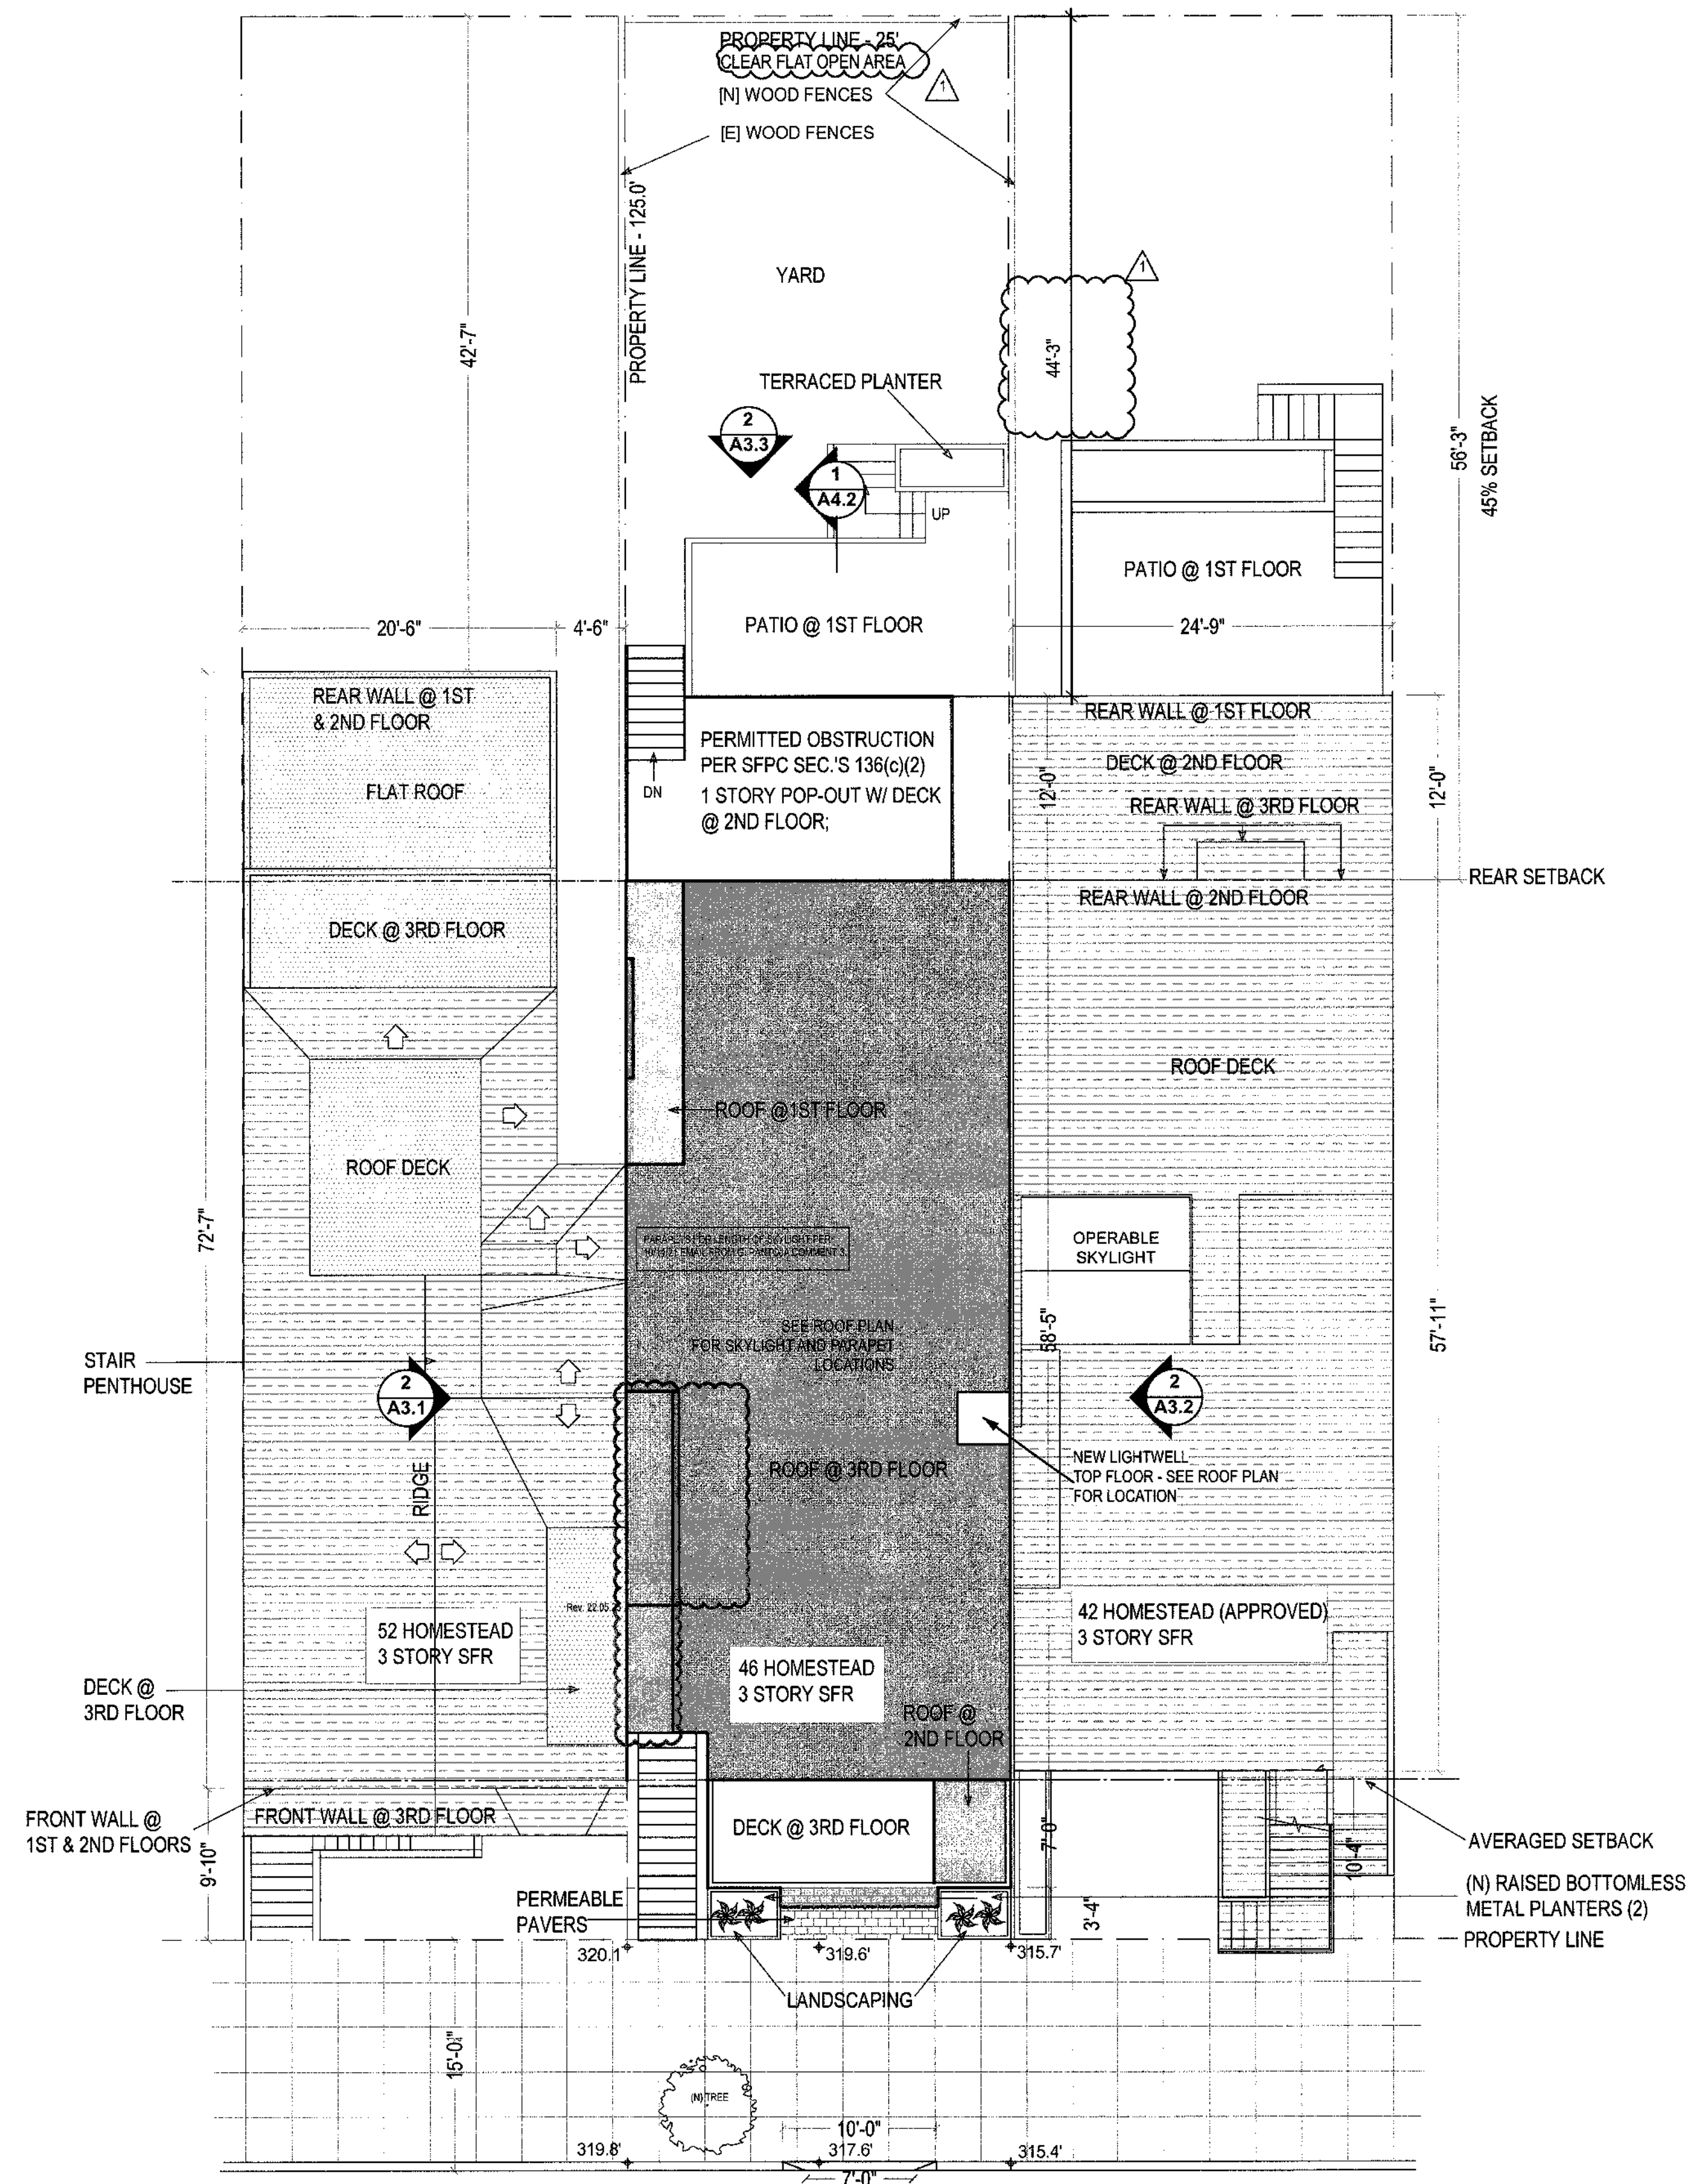 PROPERTY LINE - 25'
CLEAR FLAT OPEN AREA
1
[N] WOOD FENCES
[E] WOOD FENCES
PROPERTY LINE - 125.0'
YARD
1
42'-7"
44'-3"
TERRACED PLANTER
2
A3.3
1
A4.2
UP
56'-3"
45% SETBACK
PATIO @ 1ST FLOOR
20'-6"
4'-6"
PATIO @ 1ST FLOOR
24'-9"
REAR WALL @ 1ST
& 2ND FLOOR
FLAT ROOF
DN
PERMITTED OBSTRUCTION
PER SFPC SEC.'S 136(c)(2)
1 STORY POP-OUT W/ DECK
@ 2ND FLOOR;
REAR WALL @ 1ST FLOOR
DECK @ 2ND FLOOR
12'-0"
REAR WALL @ 3RD FLOOR
12'-0"
REAR SETBACK
REAR WALL @ 2ND FLOOR
DECK @ 3RD FLOOR
ROOF DECK
ROOF @ 1ST FLOOR
ROOF DECK
72'-7"
OPERABLE
SKYLIGHT
SEE ROOF PLAN
FOR SKYLIGHT AND PARAPET
LOCATIONS
58'-5"
57'-11"
STAIR
PENTHOUSE
2
A3.1
2
A3.2
RIDGE
ROOF @ 3RD FLOOR
NEW LIGHTWELL
TOP FLOOR - SEE ROOF PLAN
FOR LOCATION
Rev. 22.05
52 HOMESTEAD
3 STORY SFR
42 HOMESTEAD (APPROVED)
3 STORY SFR
46 HOMESTEAD
3 STORY SFR
DECK @
3RD FLOOR
ROOF @
2ND FLOOR
FRONT WALL @
1ST & 2ND FLOORS
FRONT WALL @ 3RD FLOOR
DECK @ 3RD FLOOR
7'-0"
10'-4"
AVERAGED SETBACK
9'-10"
PERMEABLE
PAVERS
3'-4"
(N) RAISED BOTTOMLESS
METAL PLANTERS (2)
PROPERTY LINE
320.1'
319.6'
315.7'
LANDSCAPING
15'-0¼"
(N) TREE
10'-0"
319.8'
317.6'
315.4'
7'-0"